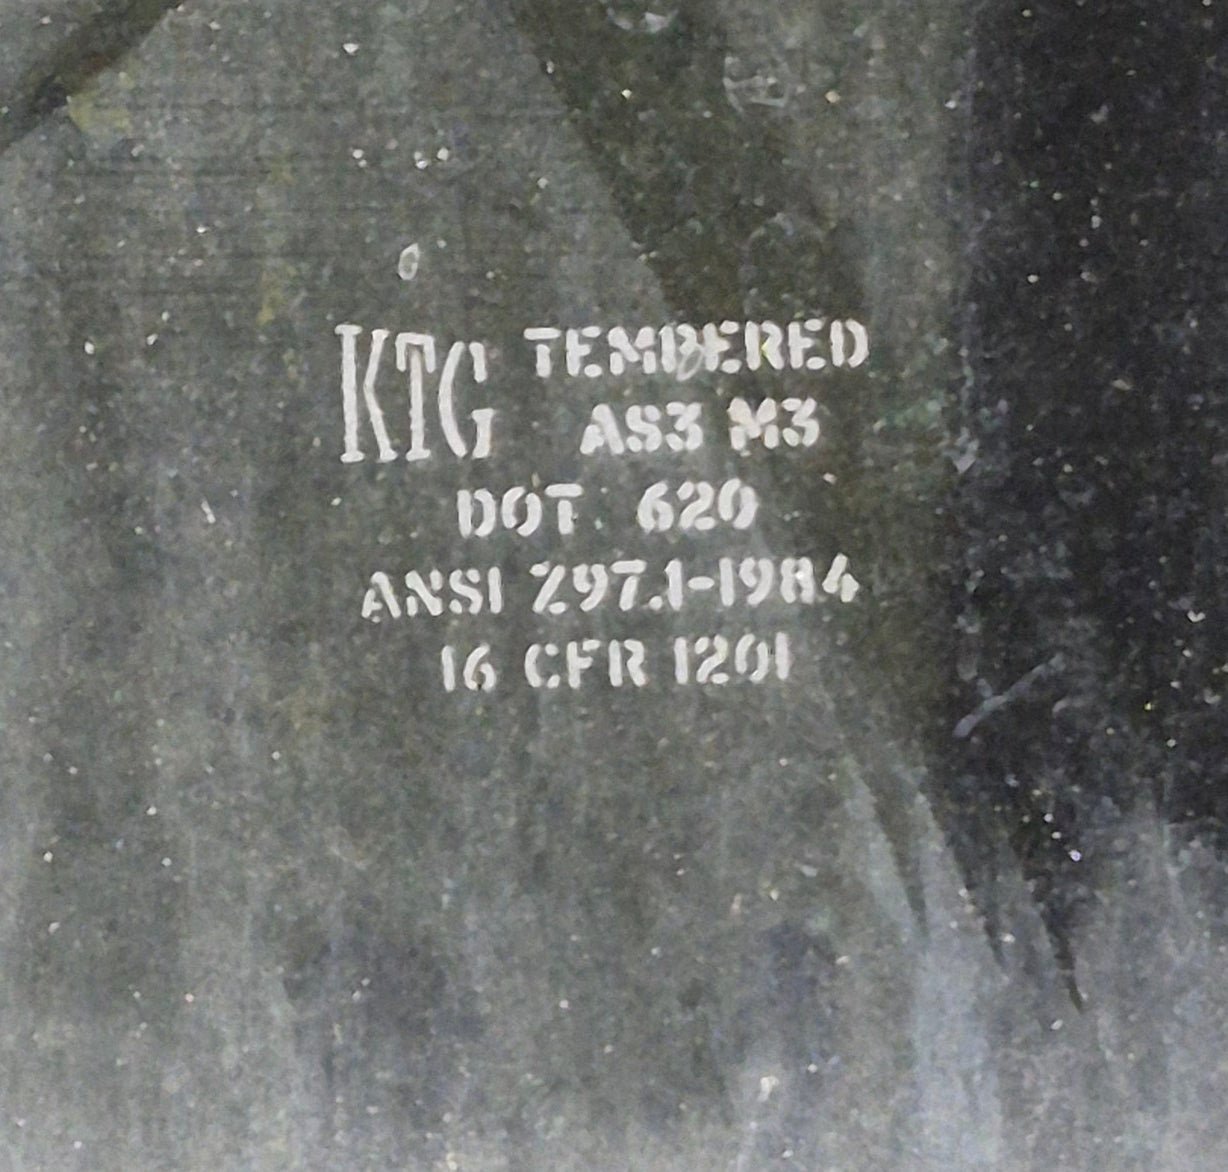 KTG TEMPERED
AS3 M3
DOT 620
ANSI Z97.1-1984
16 CFR 1201